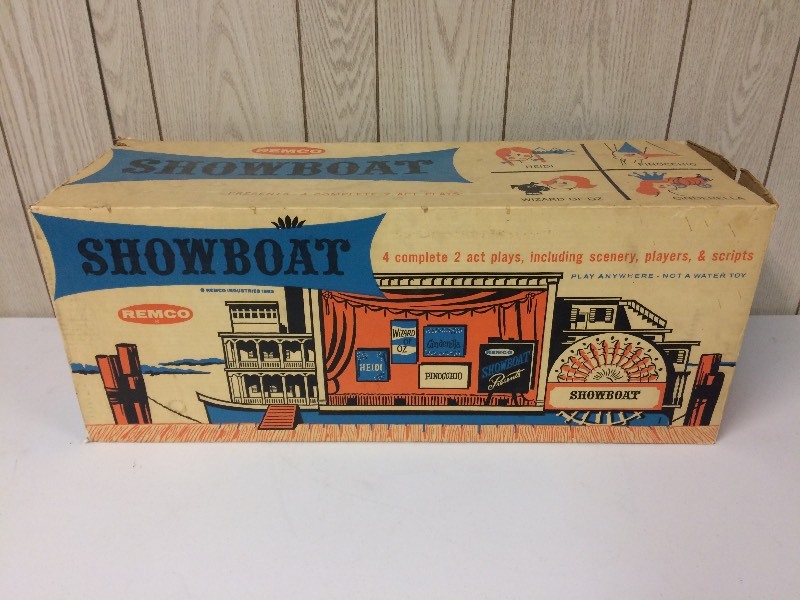 REMCO
SHOWBOAT
HEIDI
PINOCCHIO
WIZARD OF OZ
CINDERELLA
SHOWBOAT
4 complete 2 act plays, including scenery, players, & scripts
PLAY ANYWHERE - NOT A WATER TOY
REMCO
WIZARD
OF
OZ
Cinderella
HEIDI
PINOCCHIO
REMCO
SHOWBOAT
Presents
SHOWBOAT